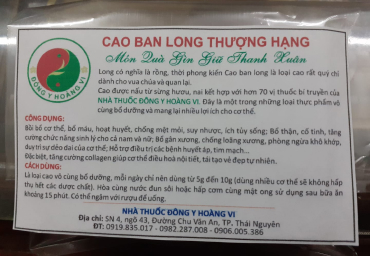 CAO BAN LONG THƯỢNG HẠNG
Món Quà Gìn Giữ Thanh Xuân
ĐÔNG Y HOÀNG VI
Long có nghĩa là rồng, thời phong kiến Cao ban long là loại cao rất quý chỉ
dành cho vua chúa và quan lại.
Cao được nấu từ sừng hươu, nai kết hợp với hơn 70 vị thuốc bí truyền của
NHÀ THUỐC ĐÔNG Y HOÀNG VI. Đây là một trong những loại thực phẩm vô
cùng bổ dưỡng và mang lại nhiều lợi ích cho cơ thể.
CÔNG DỤNG:
Bồi bổ cơ thể, bổ máu, hoạt huyết, chống mệt mỏi, suy nhược, ích tủy sống; Bổ thận, cố tinh, tăng
cường chức năng sinh lý cho cả nam và nữ; Bổ gân xương, chống loãng xương, phòng ngừa khô khớp,
duy trì sự dẻo dai của cơ thể; Hỗ trợ điều trị các bệnh huyết áp, tim mạch...
Đặc biệt, tăng cường collagen giúp cơ thể điều hoà nội tiết, tái tạo vẻ đẹp tự nhiên.
CÁCH DÙNG:
Là loại cao vô cùng bổ dưỡng, mỗi ngày chỉ nên dùng từ 5g đến 10g (dùng nhiều cơ thể sẽ không hấp
thụ hết các dược chất). Hòa cùng nước đun sôi hoặc hấp cơm cùng mật ong sử dụng sau bữa ăn
khoảng 15 phút. Có thể ngâm với rượu để uống.
NHÀ THUỐC ĐÔNG Y HOÀNG VI
Địa chỉ: SN 4, ngõ 43, Đường Chu Văn An, TP. Thái Nguyên
ĐT: 0919.835.017 - 0982.287.008 - 0906.005.386